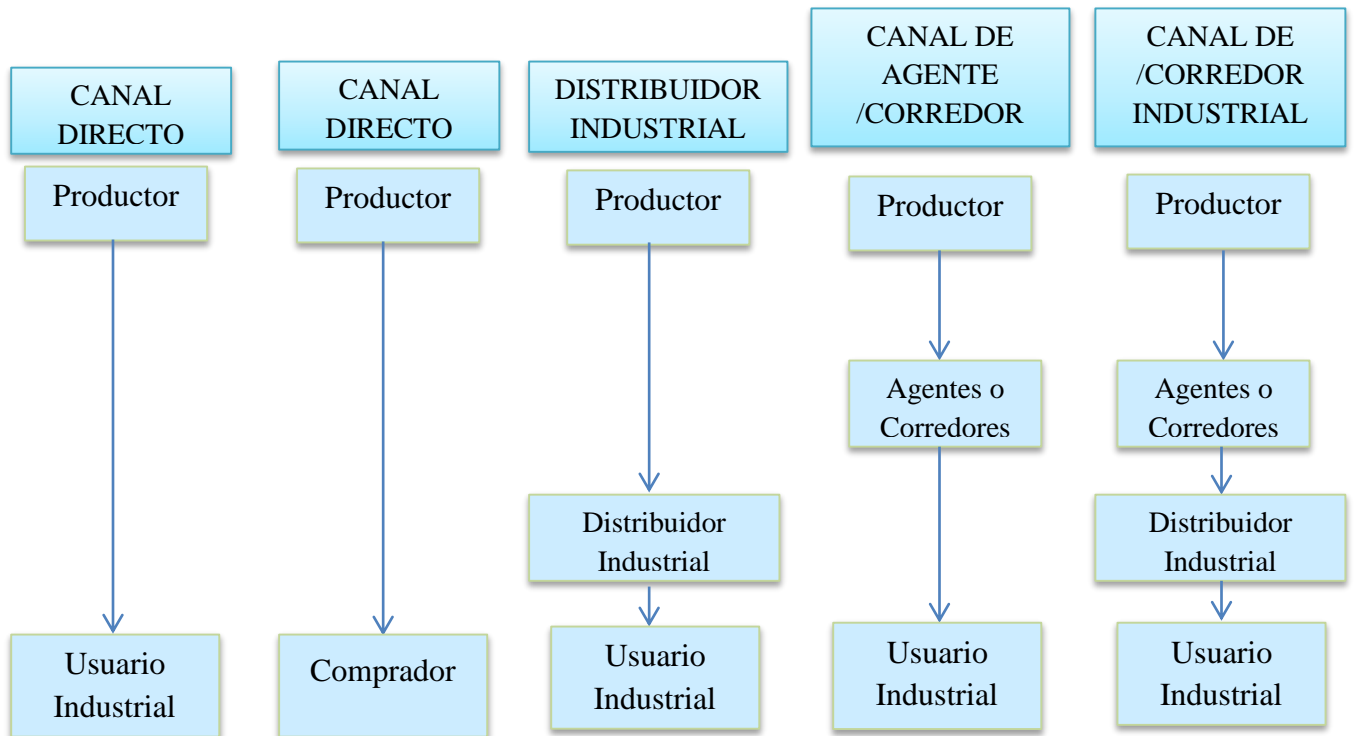 CANAL
DIRECTO
Productor
Usuario
Industrial
CANAL
DIRECTO
Productor
Comprador
DISTRIBUIDOR
INDUSTRIAL
Productor
Distribuidor
Industrial
Usuario
Industrial
CANAL DE
AGENTE
/CORREDOR
Productor
Agentes o
Corredores
Usuario
Industrial
CANAL DE
/CORREDOR
INDUSTRIAL
Productor
Agentes o
Corredores
Distribuidor
Industrial
Usuario
Industrial